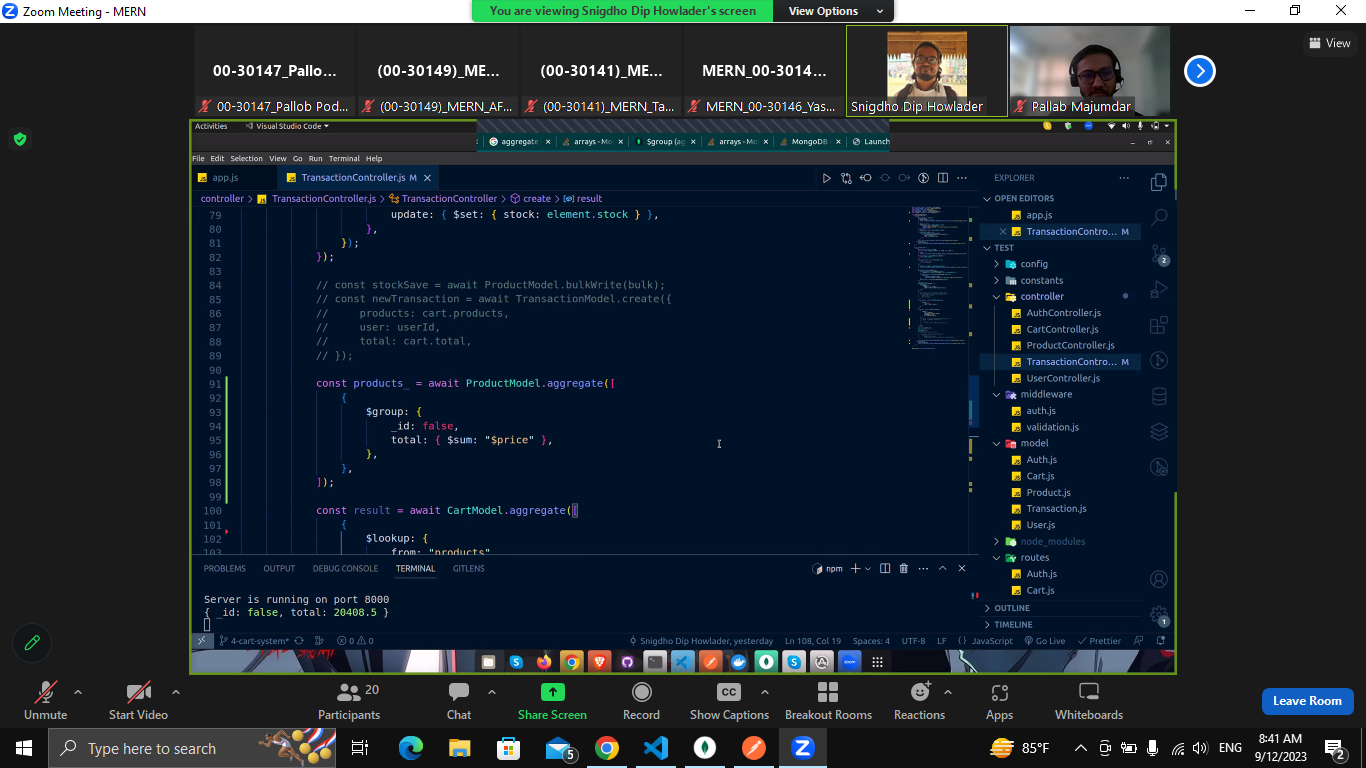 Zoom Meeting - MERN
You are viewing Snigdho Dip Howlader's screen
View Options
00-30147_Pallo...
(00-30149)_ME...
(00-30141)_ME...
MERN_00-3014...
View
00-30147_Pallob Pod...
(00-30149)_MERN_AF...
(00-30141)_MERN_Ta...
MERN_00-30146_Yas...
Snigdho Dip Howlader
Pallab Majumdar
Activities
Visual Studio Code
aggregate
arrays - Mo
$group (ag
arrays - Mo
MongoDB
Launch
File Edit Selection View Go Run Terminal Help
app.js
TransactionController.js M
controller > TransactionController.js > TransactionController > create > result
79 update: { $set: { stock: element.stock } },
80 },
81 });
82 });
83
84 // const stockSave = await ProductModel.bulkWrite(bulk);
85 // const newTransaction = await TransactionModel.create({
86 //     products: cart.products,
87 //     user: userId,
88 //     total: cart.total,
89 // });
90
91 const products_ = await ProductModel.aggregate([
92 {
93 $group: {
94 _id: false,
95 total: { $sum: "$price" },
96 },
97 },
98 ]);
99
100 const result = await CartModel.aggregate([
101 {
102 $lookup: {
103 from: "products"
EXPLORER
OPEN EDITORS
app.js
TransactionContro... M
TEST
config
constants
controller
AuthController.js
CartController.js
ProductController.js
TransactionContro... M
UserController.js
middleware
auth.js
validation.js
model
Auth.js
Cart.js
Product.js
Transaction.js
User.js
node_modules
routes
Auth.js
Cart.js
OUTLINE
TIMELINE
2
1
PROBLEMS OUTPUT DEBUG CONSOLE TERMINAL GITLENS
npm
Server is running on port 8000
{ _id: false, total: 20408.5 }
4-cart-system* 0 0 Snigdho Dip Howlader, yesterday Ln 108, Col 19 Spaces: 4 UTF-8 LF {} JavaScript Go Live Prettier
zoom
20
CC
Unmute
Start Video
Participants
Chat
Share Screen
Record
Show Captions
Breakout Rooms
Reactions
Apps
Whiteboards
Leave Room
Type here to search
5
85°F
ENG
8:41 AM
9/12/2023
2